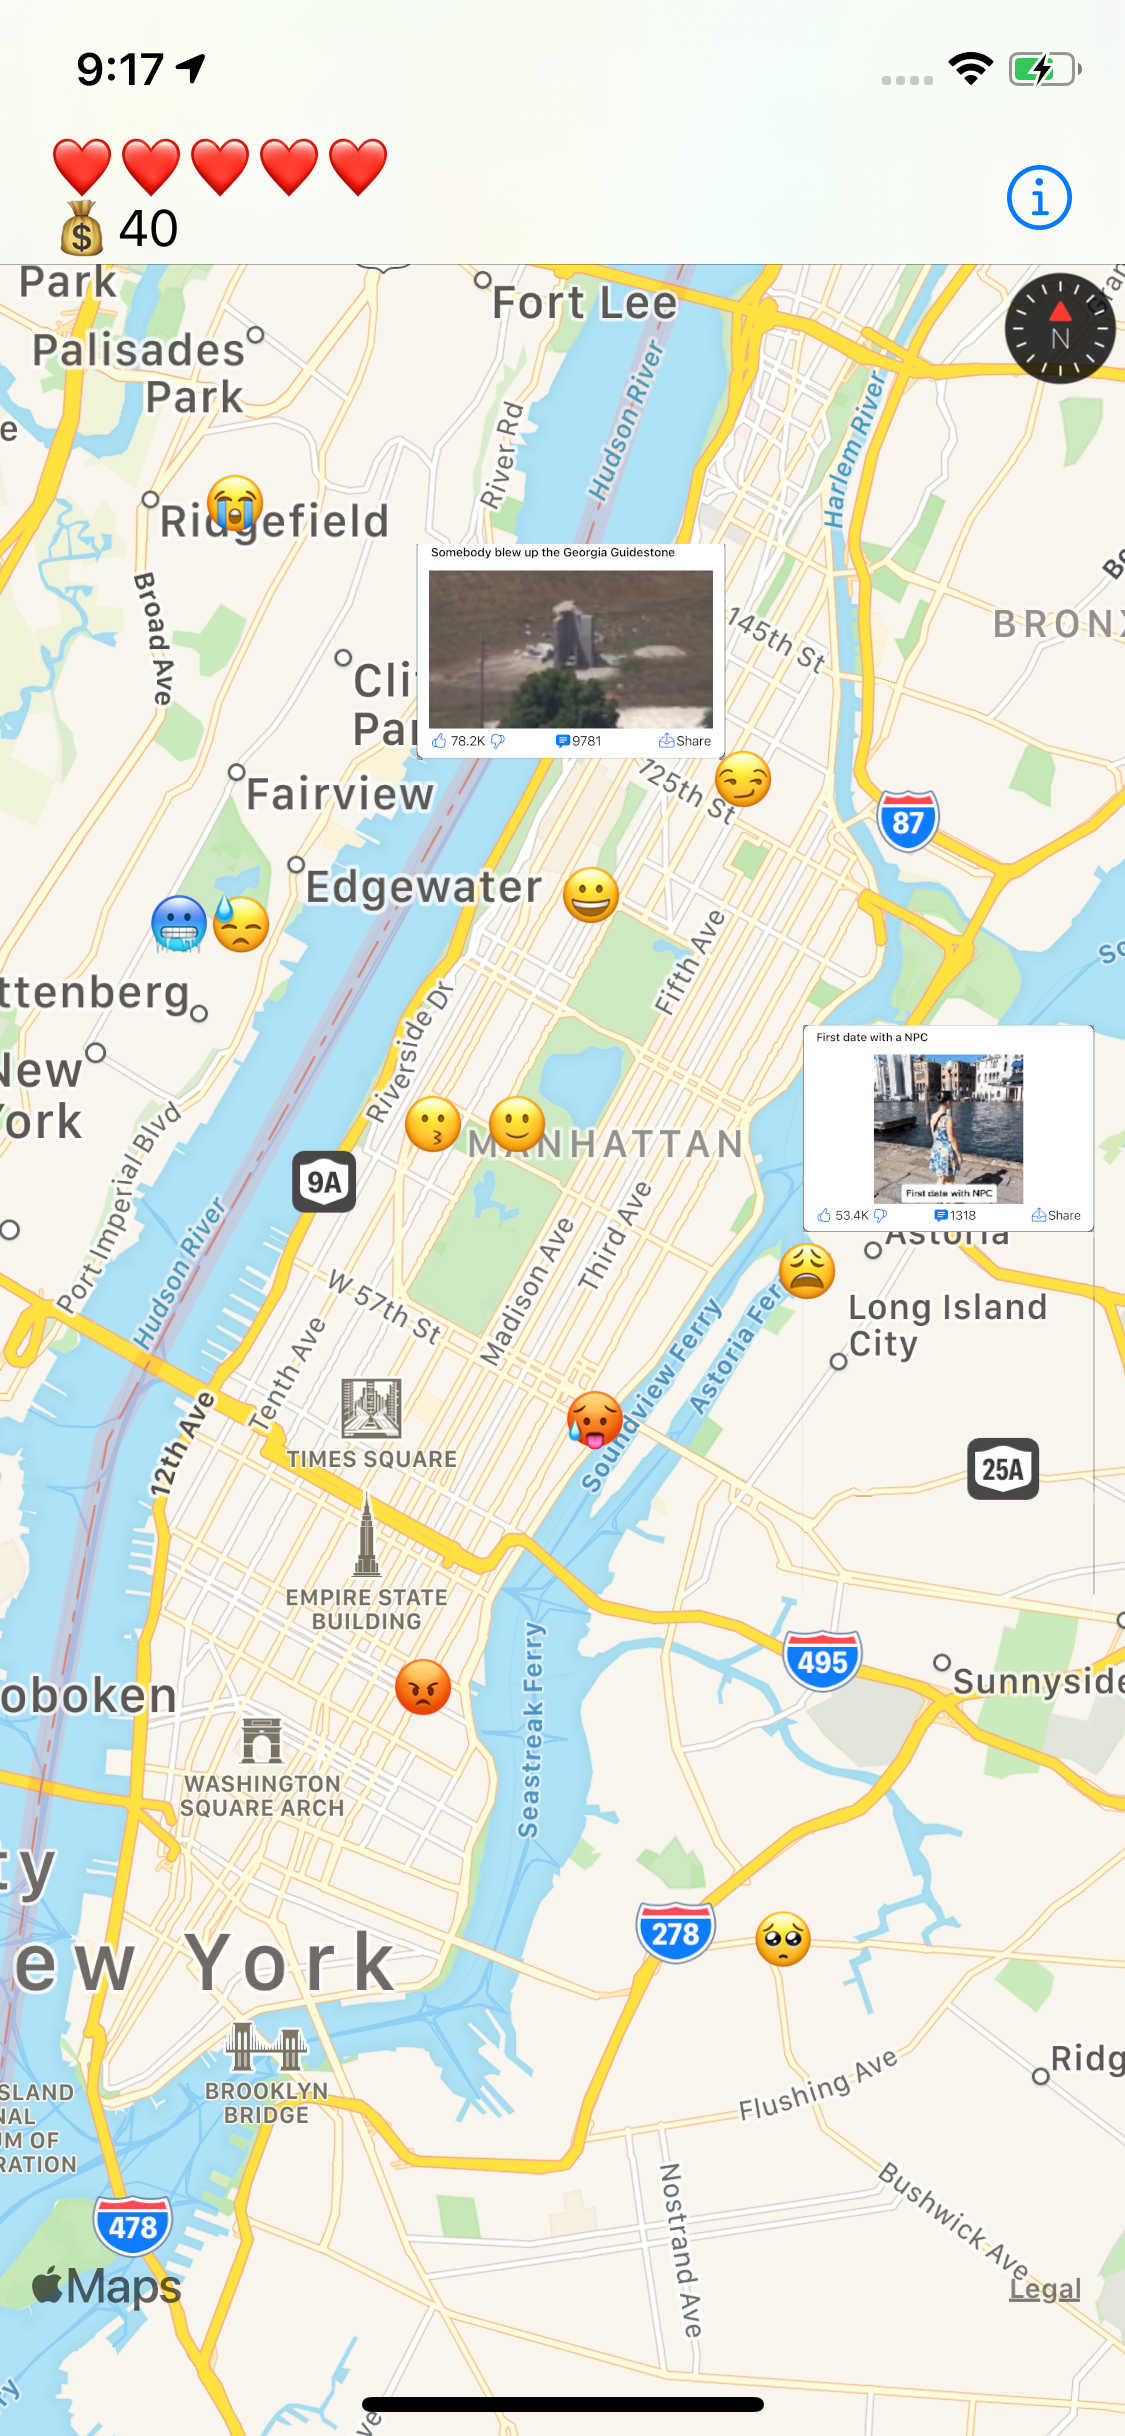 9:17
40
Park
Fort Lee
Palisades
Park
N
River Rd
Hudson River
Harlem River
Ridgefield
Broad Ave
Somebody blew up the Georgia Guidestone
78.2K
9781
Share
145th St
BRONX
Cli
Par
125th St
87
Fairview
Edgewater
Fifth Ave
ttenberg
Riverside Dr
New
York
First date with a NPC
First date with NPC
53.4K
1318
Share
MANHATTAN
Port Imperial Blvd
9A
Hudson River
Third Ave
Madison Ave
W 57th St
Astoria
Long Island
City
Soundview Ferry
Astoria Ferr
Tenth Ave
12th Ave
TIMES SQUARE
25A
EMPIRE STATE
BUILDING
Seastreak Ferry
495
Sunnyside
oboken
WASHINGTON
SQUARE ARCH
ty
ew York
278
BROOKLYN
BRIDGE
Ridg
Flushing Ave
SLAND
NAL
UM OF
RATION
Nostrand Ave
Bushwick Ave
478
Maps
Legal